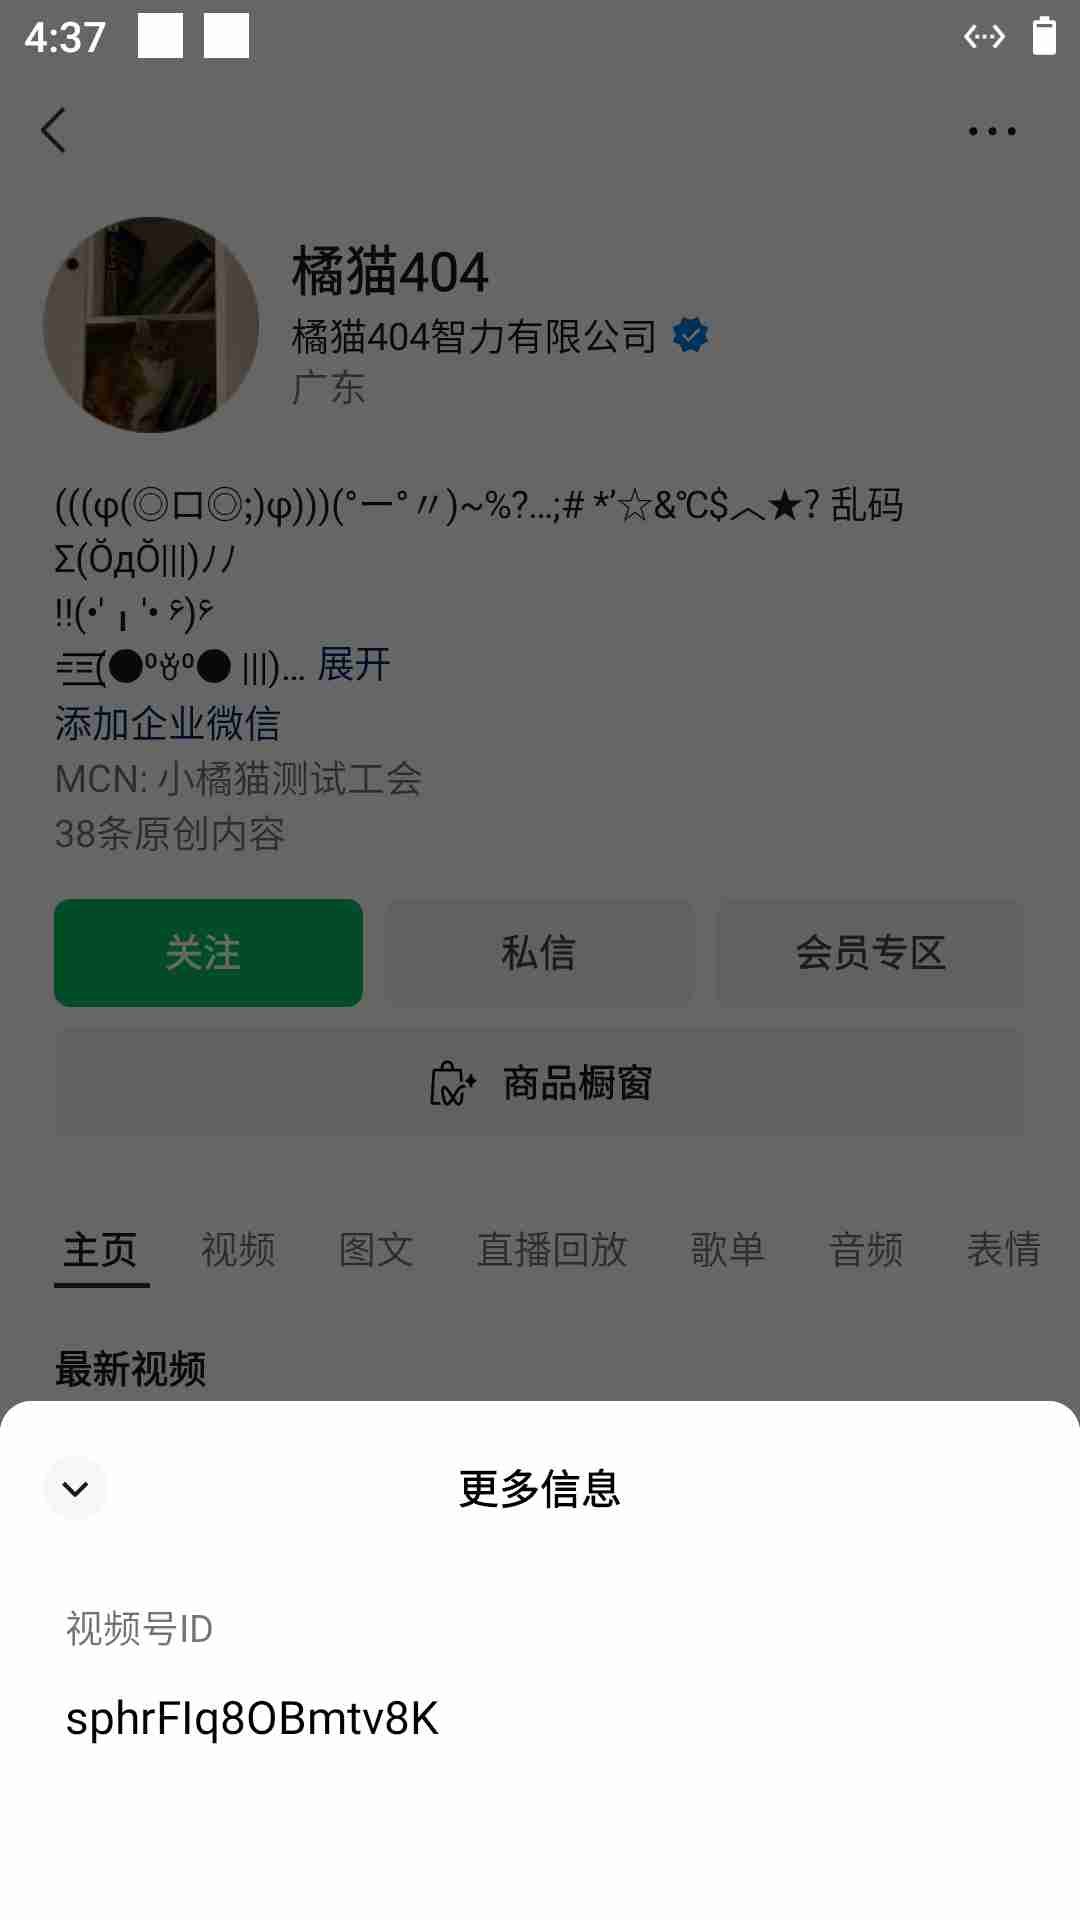 4:37
橘猫404
橘猫404智力有限公司
广东
(((φ(◎ロ◎;)φ)))(°ー°〃)~%?…;# *’☆&℃$︿★? 乱码
Σ(ŎдŎ|||)ﾉﾉ
!!(•'╻'• ۶)۶
(●⁰ꈊ⁰● |||)... 展开
添加企业微信
MCN: 小橘猫测试工会
38条原创内容
关注 私信 会员专区
商品橱窗
主页 视频 图文 直播回放 歌单 音频 表情
最新视频
更多信息
视频号ID
sphrFIq8OBmtv8K